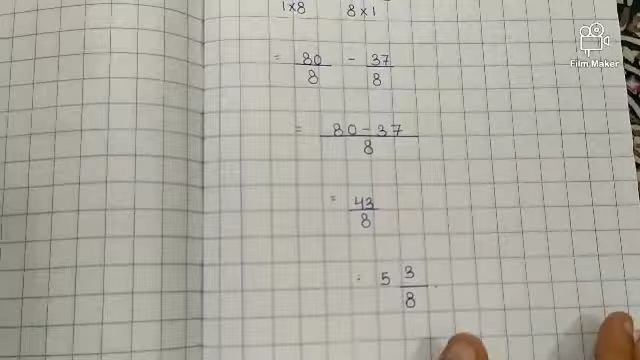 1×8 8×1
= 80/8 - 37/8
= 80-37/8
= 43/8
= 5 3/8
Film Maker